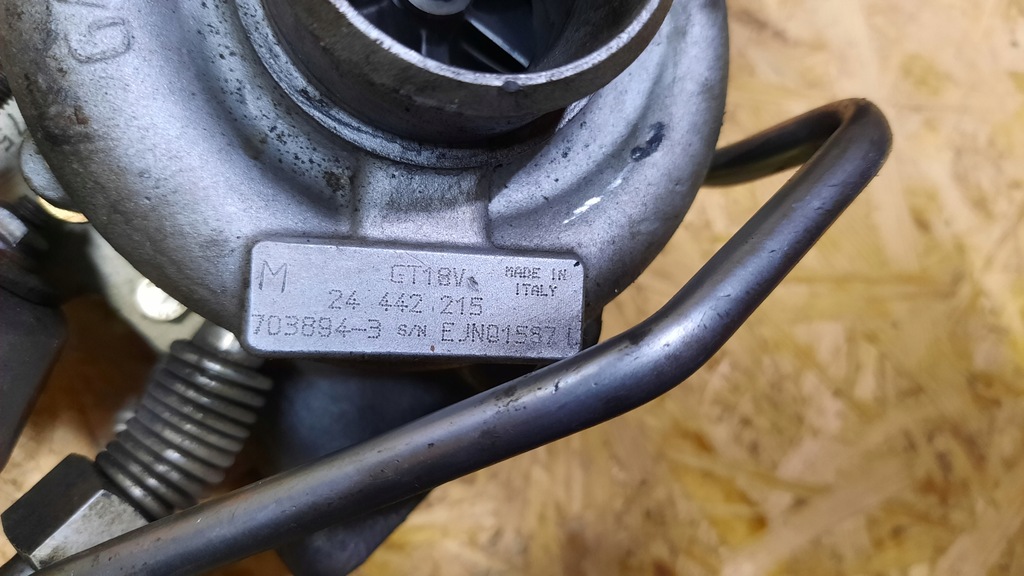 M GT18V MADE IN
ITALY
24 442 215
703894-3 S/N EJN01587 L